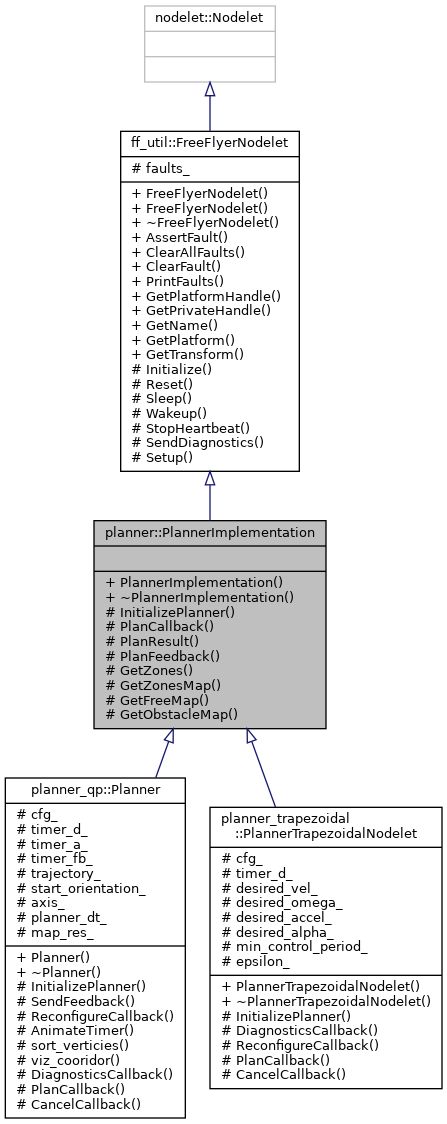 nodelet::Nodelet
ff_util::FreeFlyerNodelet
# faults_
+ FreeFlyerNodelet()
+ FreeFlyerNodelet()
+ ~FreeFlyerNodelet()
+ AssertFault()
+ ClearAllFaults()
+ ClearFault()
+ PrintFaults()
+ GetPlatformHandle()
+ GetPrivateHandle()
+ GetName()
+ GetPlatform()
+ GetTransform()
# Initialize()
# Reset()
# Sleep()
# Wakeup()
# StopHeartbeat()
# SendDiagnostics()
# Setup()
planner::PlannerImplementation
+ PlannerImplementation()
+ ~PlannerImplementation()
# InitializePlanner()
# PlanCallback()
# PlanResult()
# PlanFeedback()
# GetZones()
# GetZonesMap()
# GetFreeMap()
# GetObstacleMap()
planner_qp::Planner
# cfg_
# timer_d_
# timer_a_
# timer_fb_
# trajectory_
# start_orientation_
# axis_
# planner_dt_
# map_res_
+ Planner()
+ ~Planner()
# InitializePlanner()
# SendFeedback()
# ReconfigureCallback()
# AnimateTimer()
# sort_verticies()
# viz_cooridor()
# DiagnosticsCallback()
# PlanCallback()
# CancelCallback()
planner_trapezoidal
::PlannerTrapezoidalNodelet
# cfg_
# timer_d_
# desired_vel_
# desired_omega_
# desired_accel_
# desired_alpha_
# min_control_period_
# epsilon_
+ PlannerTrapezoidalNodelet()
+ ~PlannerTrapezoidalNodelet()
# InitializePlanner()
# DiagnosticsCallback()
# ReconfigureCallback()
# PlanCallback()
# CancelCallback()